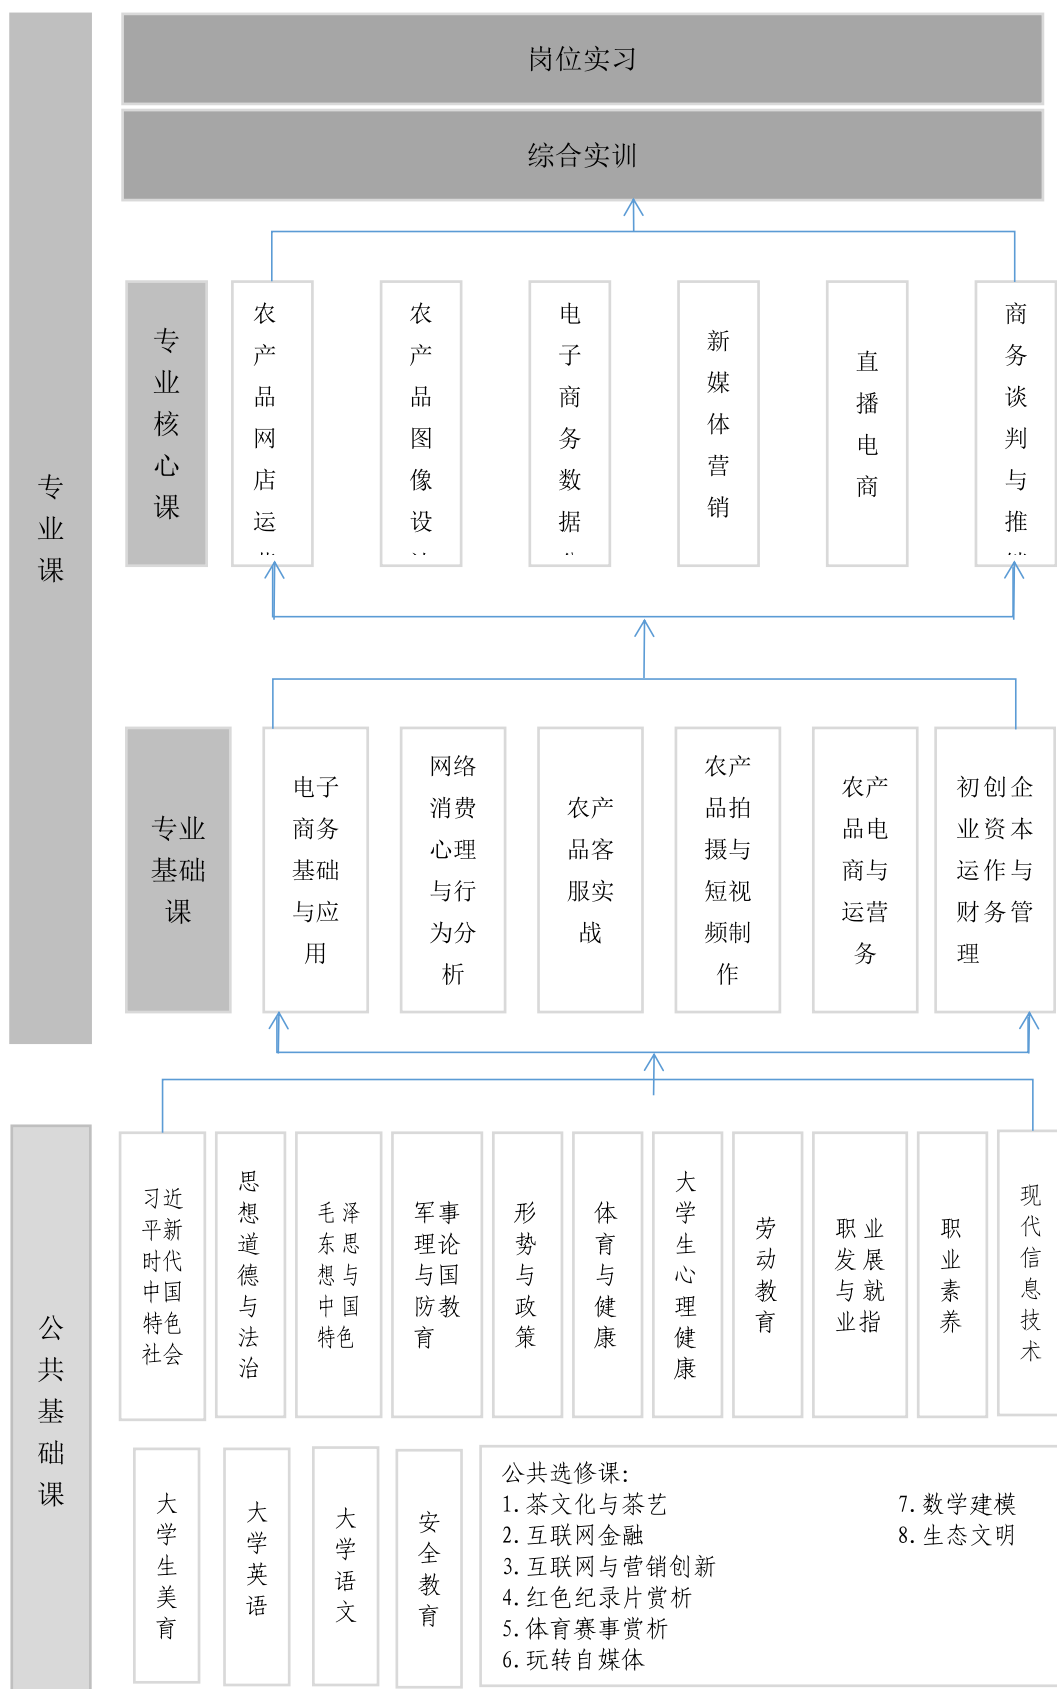 岗位实习
综合实训
专业课
专业核心课
农产品网店运
农产品图像设
电子商务数据
新媒体营销
直播电商
商务谈判与推
专业
基础
课
电子
商务
基础
与应
用
网络
消费
心理
与行
为分
析
农产
品客
服实
战
农产
品拍
摄与
短视
频制
作
农产
品电
商与
运营
务
初创企
业资本
运作与
财务管
理
公共基础课
习近
平新
时代
中国
特色
社会
思想道德与法治
毛泽
东思
想与
中国
特色
军事
理论
与国
防教
育
形势与政策
体育与健康
大学生心理健康
劳动教育
职业
发展
与就
业指
职业素养
现代信息技术
大学生美育
大学英语
大学语文
安全教育
公共选修课:
1.茶文化与茶艺
2.互联网金融
3.互联网与营销创新
4.红色纪录片赏析
5.体育赛事赏析
6.玩转自媒体
7.数学建模
8.生态文明